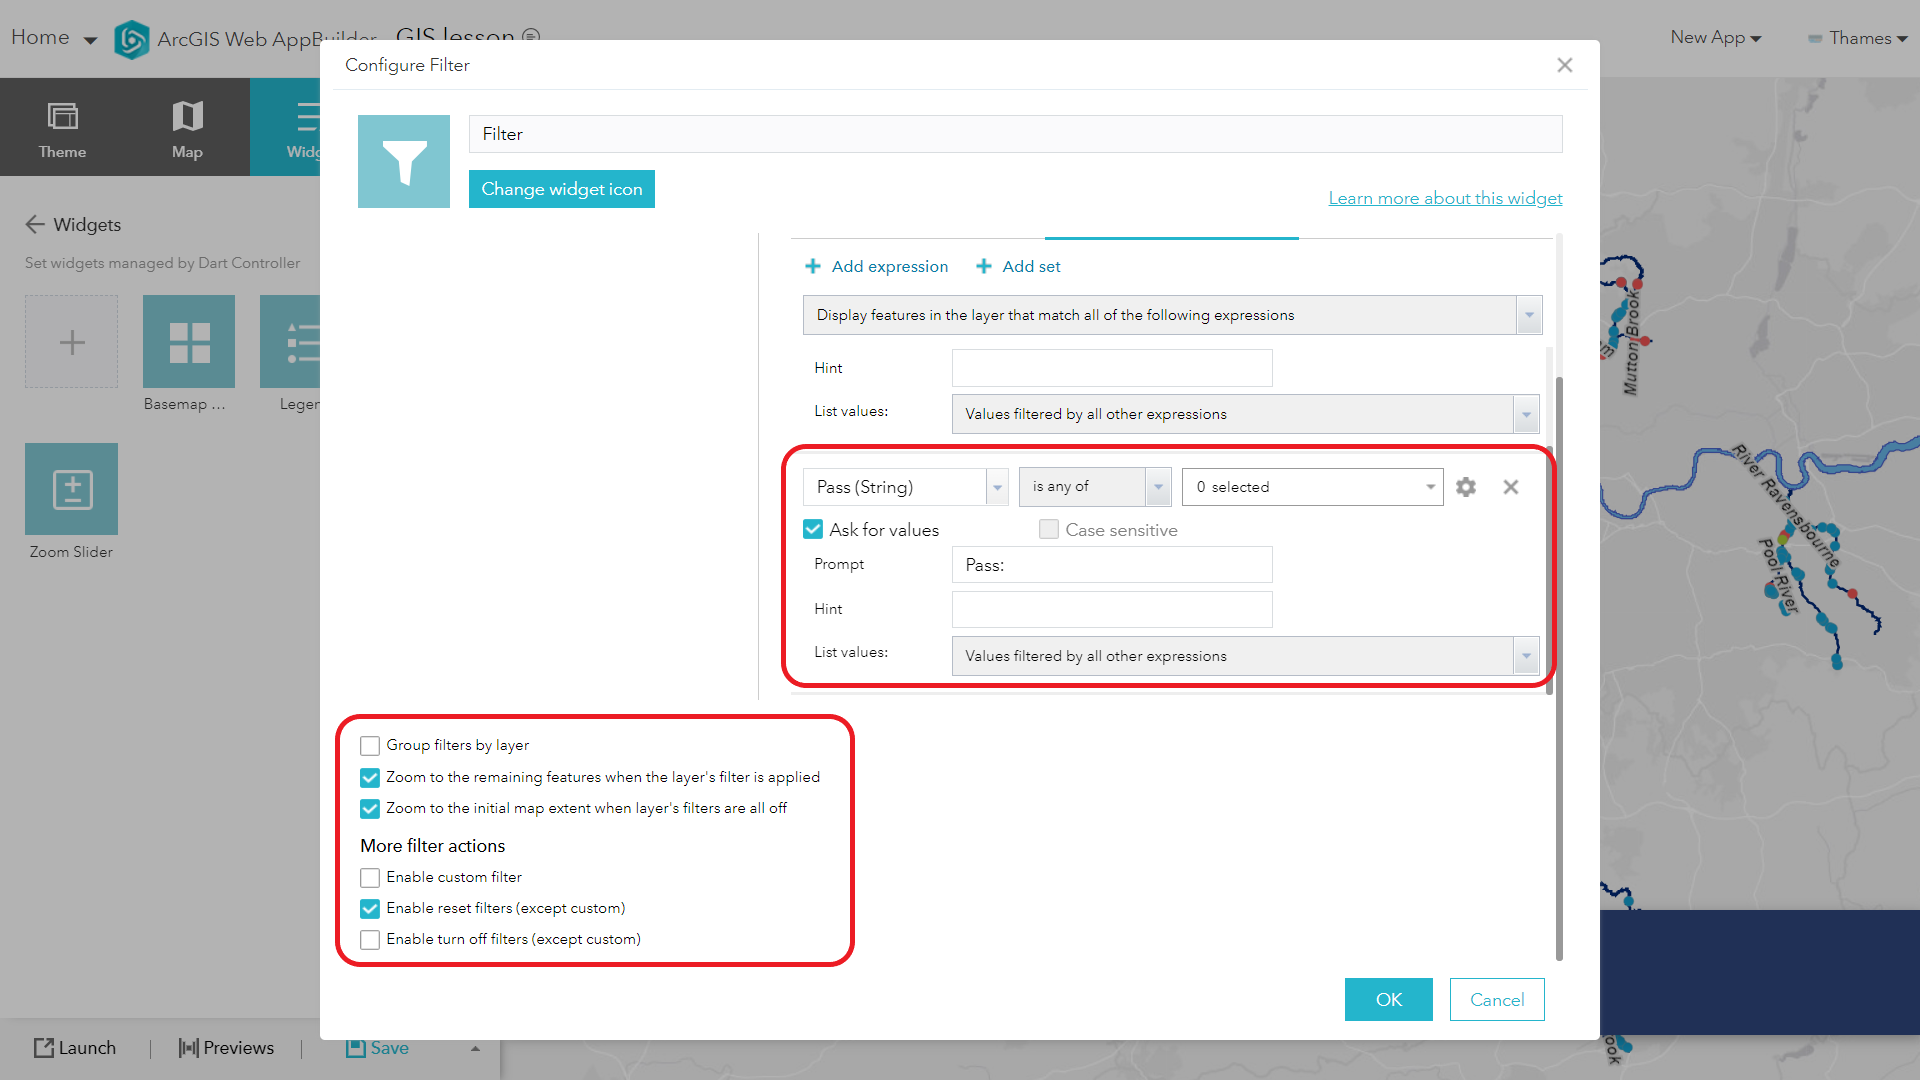 Home
ArcGIS Web AppBuilder
GIS lesson
New App
Thames
Configure Filter
Theme
Map
Widg
Filter
Change widget icon
Learn more about this widget
Widgets
Set widgets managed by Dart Controller
Add expression
Add set
Display features in the layer that match all of the following expressions
Hint
List values:
Values filtered by all other expressions
Basemap ...
Legen
Pass (String)
is any of
0 selected
Ask for values
Case sensitive
Prompt
Pass:
Hint
List values:
Values filtered by all other expressions
Zoom Slider
Mutton Brook
River Ravensbourne
Pool River
Group filters by layer
Zoom to the remaining features when the layer's filter is applied
Zoom to the initial map extent when layer's filters are all off
More filter actions
Enable custom filter
Enable reset filters (except custom)
Enable turn off filters (except custom)
OK
Cancel
Launch
Previews
Save
ook